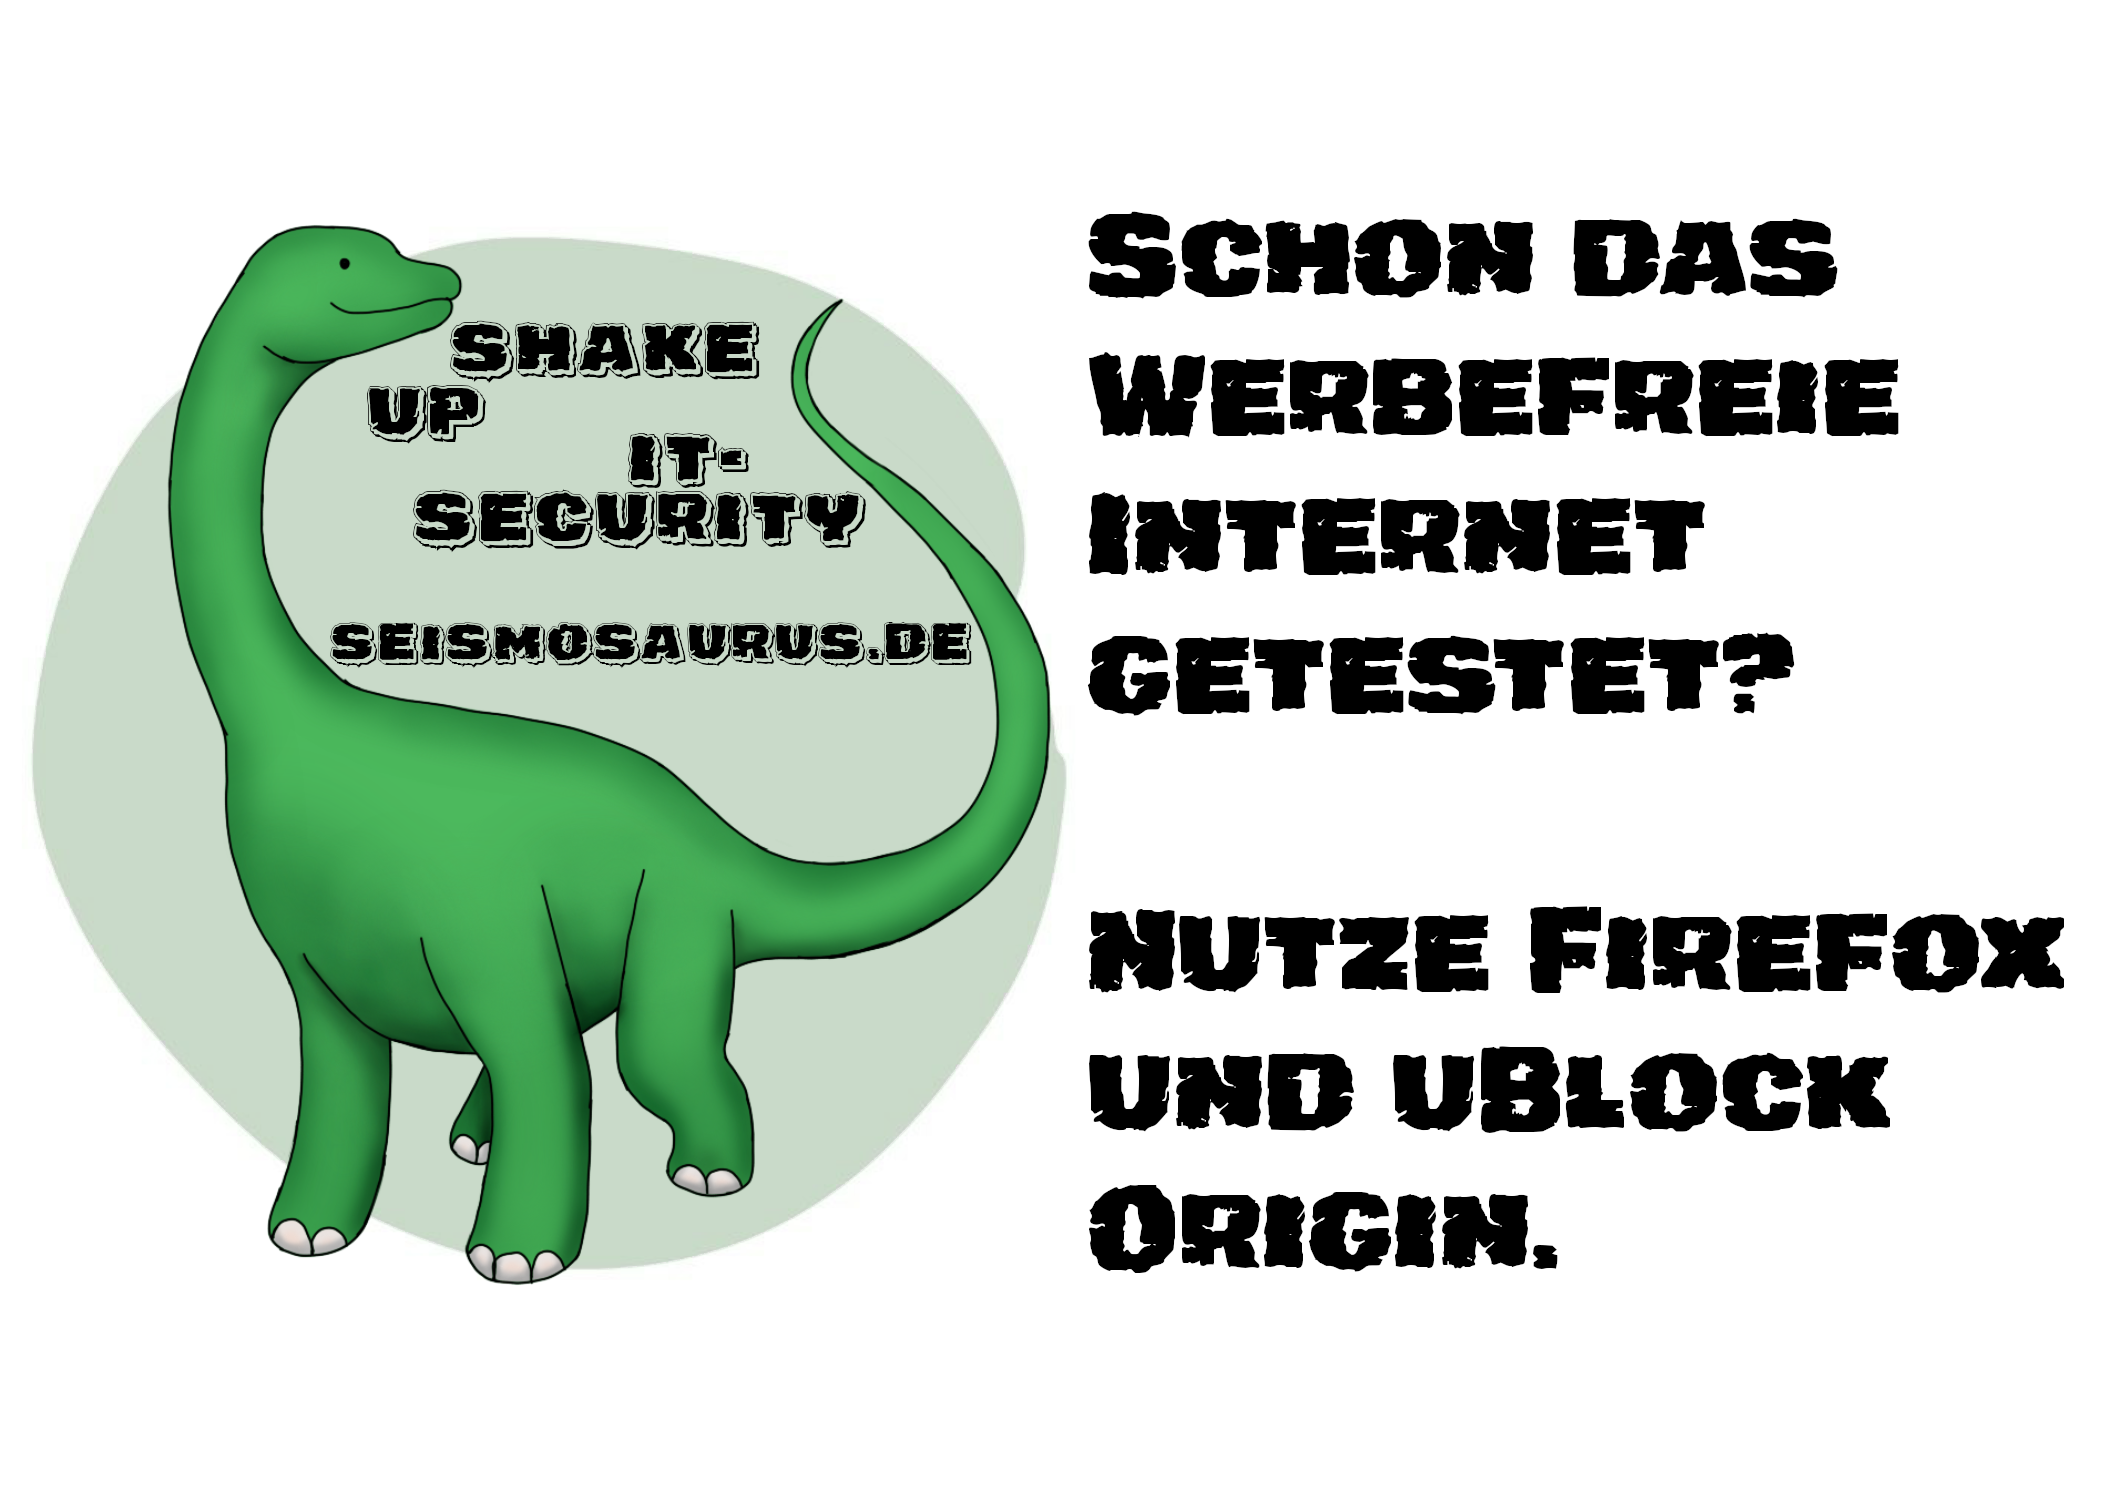 Shake
up
IT-
Security
seismosaurus.de
Schon das
werbefreie
Internet
getestet?
Nutze Firefox
und uBlock
Origin.